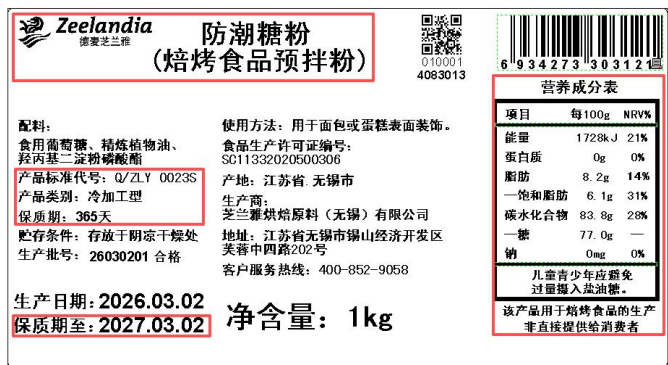 Zeelandia
德麦芝兰雅
防潮糖粉
(焙烤食品预拌粉)
010001
4083013
6 934273 303121
配料:
食用葡萄糖、精炼植物油、
羟丙基二淀粉磷酸酯
产品标准代号: Q/ZLY 0023S
产品类别: 冷加工型
保质期: 365天
贮存条件: 存放于阴凉干燥处
生产批号: 26030201 合格
生产日期: 2026.03.02
保质期至: 2027.03.02
使用方法: 用于面包或蛋糕表面装饰。
食品生产许可证编号:
SC11332020500306
产地: 江苏省.无锡市
生产商:
芝兰雅烘焙原料(无锡)有限公司
地址: 江苏省无锡市锡山经济开发区
芙蓉中四路202号
客户服务热线: 400-852-9058
净含量: 1kg
营养成分表
项目 每100g NRV%
能量 1728kJ 21%
蛋白质 0g 0%
脂肪 8.2g 14%
—饱和脂肪 6.1g 31%
碳水化合物 83.8g 28%
—糖 77.0g —
钠 0mg 0%
儿童青少年应避免
过量摄入盐油糖。
该产品用于焙烤食品的生产
非直接提供给消费者